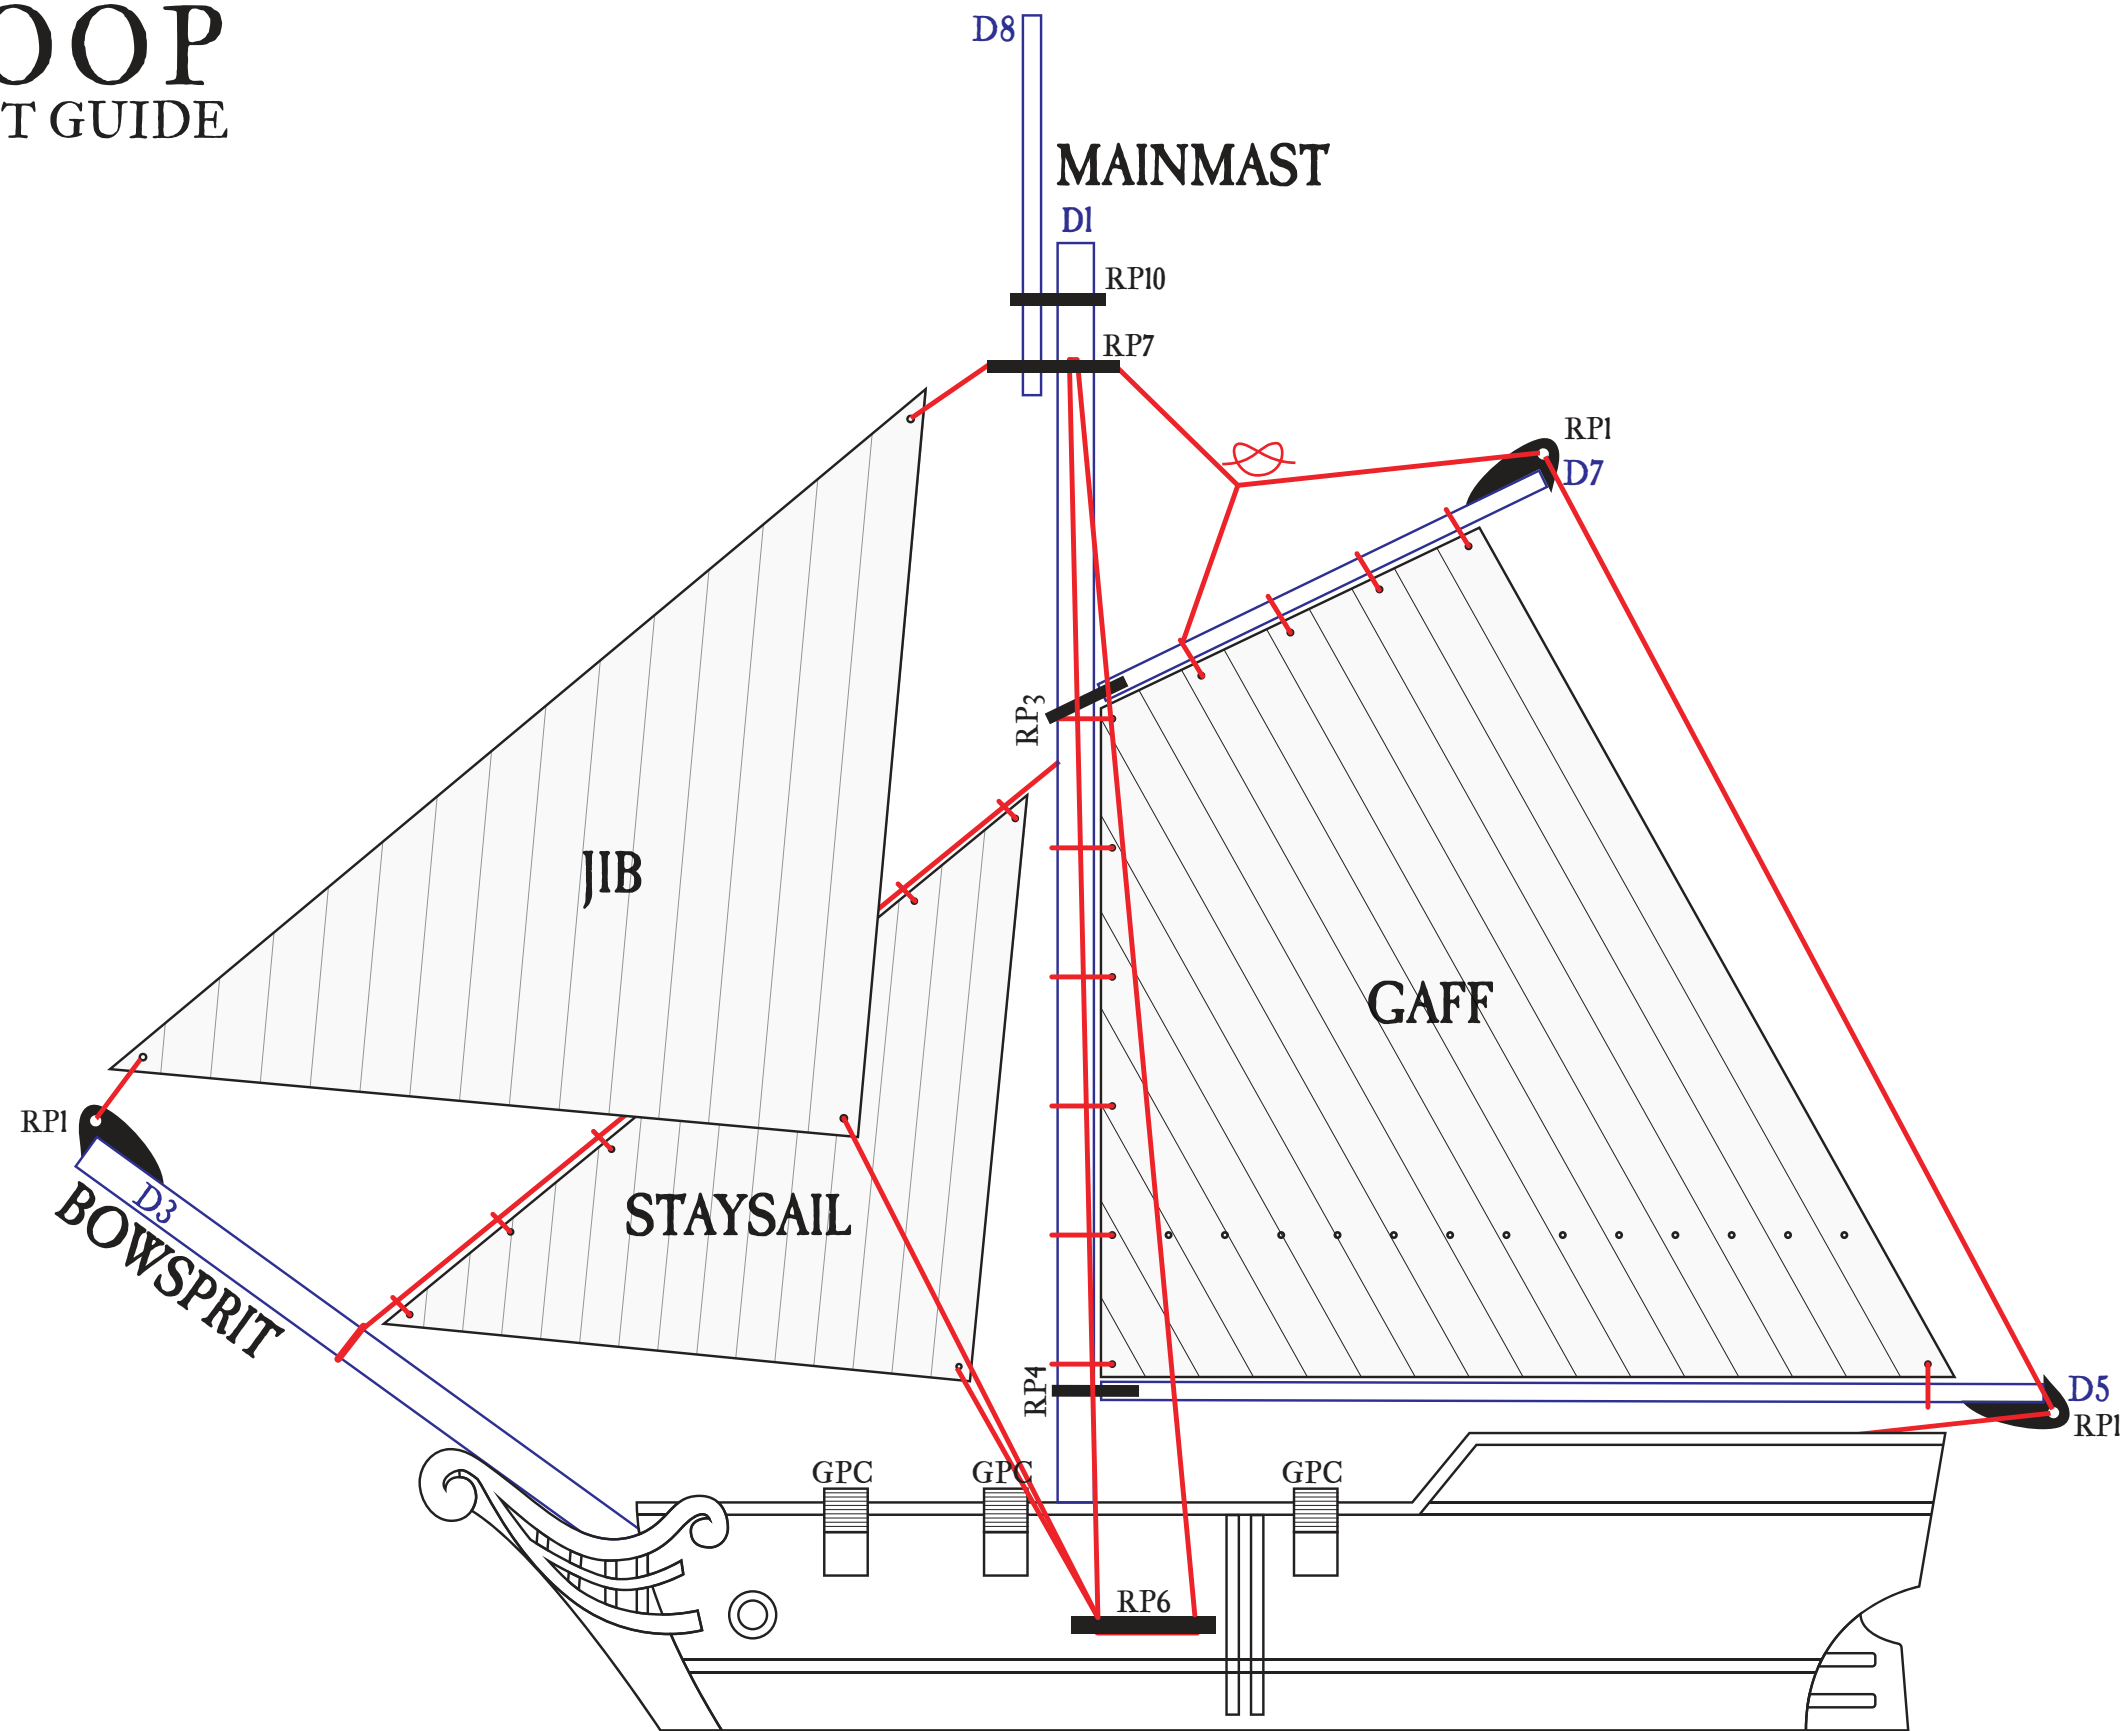 OOP
T GUIDE
D8
MAINMAST
D1
RP10
RP7
RP1
D7
RP3
JIB
GAFF
RP1
D3
BOWSPRIT
STAYSAIL
RP4
D5
RP1
GPC
GPC
GPC
RP6